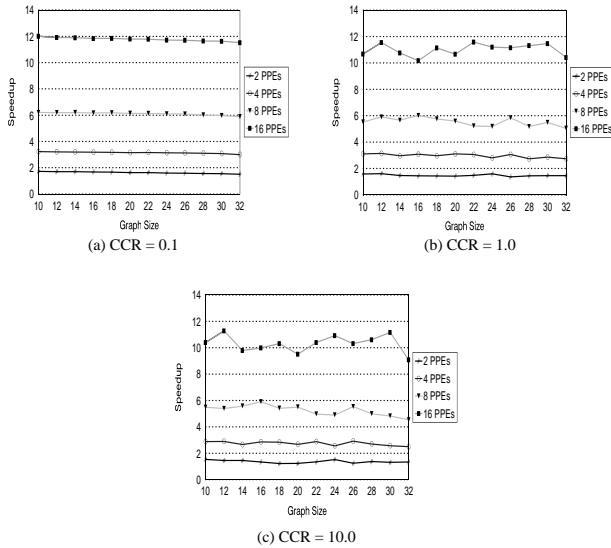 14
12
10
8
6
4
2
0
Speedup
10 12 14 16 18 20 22 24 26 28 30 32
Graph Size
2 PPEs
4 PPEs
8 PPEs
16 PPEs
(a) CCR = 0.1
14
12
10
8
6
4
2
0
Speedup
10 12 14 16 18 20 22 24 26 28 30 32
Graph Size
2 PPEs
4 PPEs
8 PPEs
16 PPEs
(b) CCR = 1.0
14
12
10
8
6
4
2
0
Speedup
10 12 14 16 18 20 22 24 26 28 30 32
Graph Size
2 PPEs
4 PPEs
8 PPEs
16 PPEs
(c) CCR = 10.0